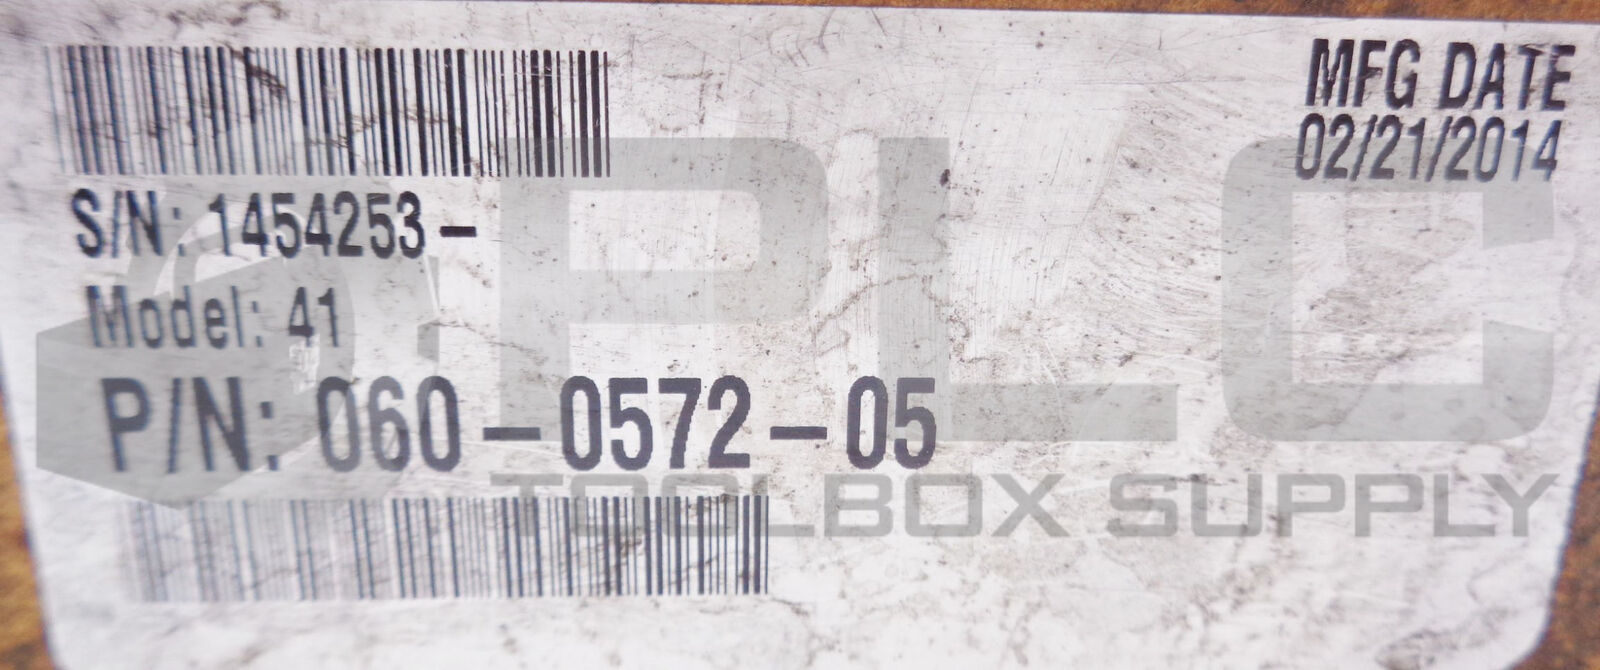 MFG DATE
02/21/2014
S/N: 1454253-
Model: 41
P/N: 060-0572-05
PLC
TOOLBOX SUPPLY